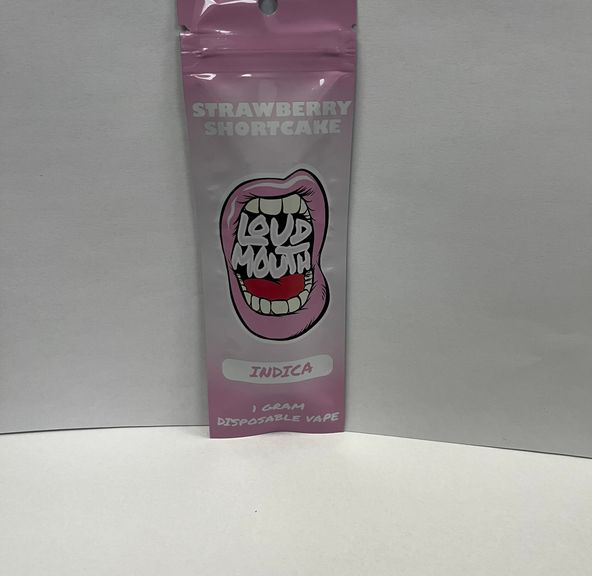 STRAWBERRY
SHORTCAKE
LOUD
MOUTH
INDICA
1 GRAM
DISPOSABLE VAPE